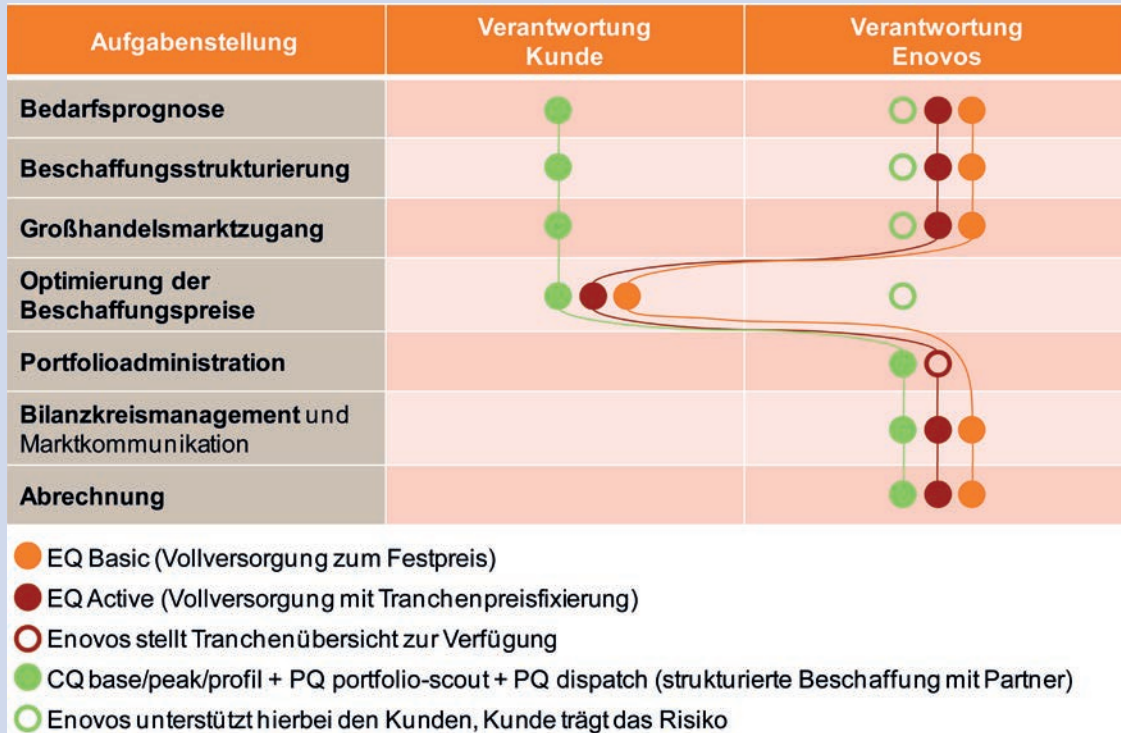 Aufgabenstellung
Verantwortung
Kunde
Verantwortung
Enovos
Bedarfsprognose
Beschaffungsstrukturierung
Großhandelsmarktzugang
Optimierung der
Beschaffungspreise
Portfolioadministration
Bilanzkreismanagement und
Marktkommunikation
Abrechnung
EQ Basic (Vollversorgung zum Festpreis)
EQ Active (Vollversorgung mit Tranchenpreisfixierung)
Enovos stellt Tranchenübersicht zur Verfügung
CQ base/peak/profil + PQ portfolio-scout + PQ dispatch (strukturierte Beschaffung mit Partner)
Enovos unterstützt hierbei den Kunden, Kunde trägt das Risiko